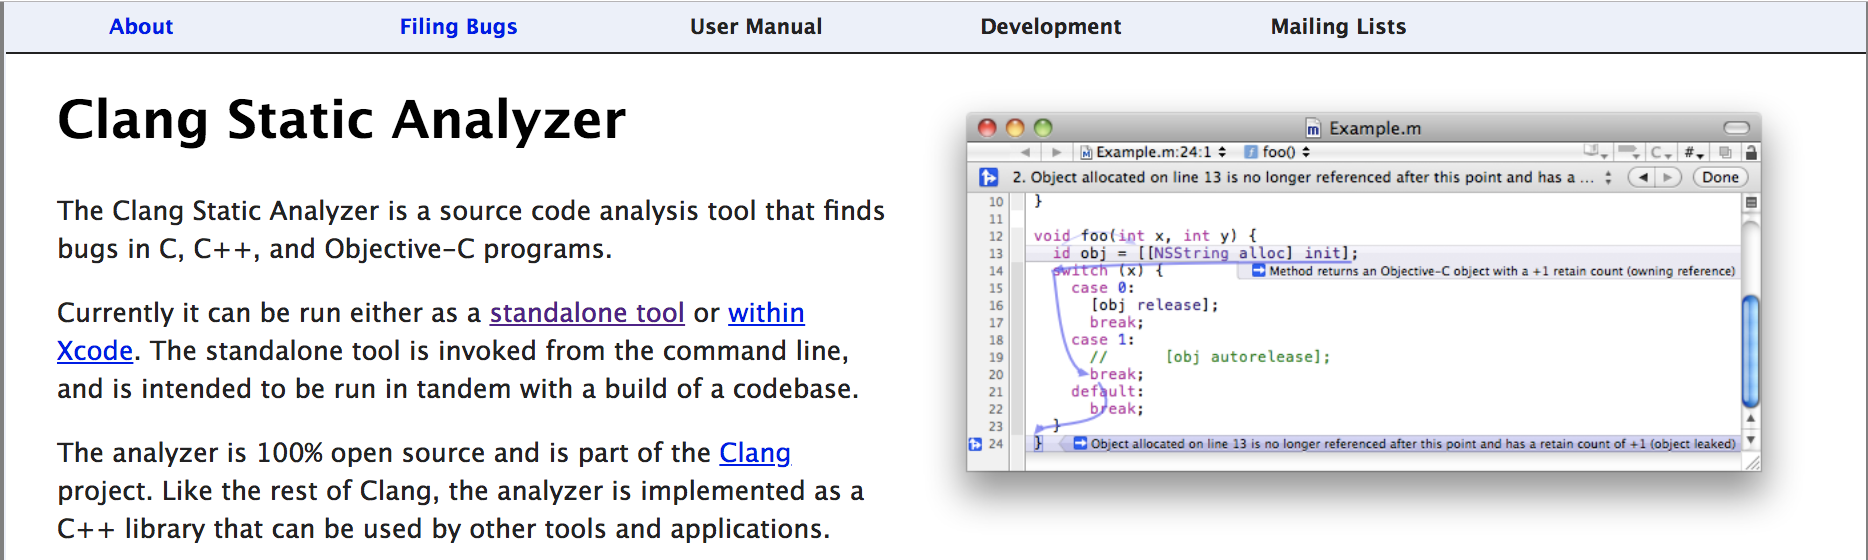 About Filing Bugs User Manual Development Mailing Lists
Clang Static Analyzer
The Clang Static Analyzer is a source code analysis tool that finds
bugs in C, C++, and Objective-C programs.
Currently it can be run either as a standalone tool or within
Xcode. The standalone tool is invoked from the command line,
and is intended to be run in tandem with a build of a codebase.
The analyzer is 100% open source and is part of the Clang
project. Like the rest of Clang, the analyzer is implemented as a
C++ library that can be used by other tools and applications.
Example.m
Example.m:24:1 foo() C #
2. Object allocated on line 13 is no longer referenced after this point and has a ... Done
10 }
11
12 void foo(int x, int y) {
13 id obj = [[NSString alloc] init];
14 switch (x) { Method returns an Objective-C object with a +1 retain count (owning reference)
15 case 0:
16 [obj release];
17 break;
18 case 1:
19 // [obj autorelease];
20 break;
21 default:
22 break;
23 }
24 } Object allocated on line 13 is no longer referenced after this point and has a retain count of +1 (object leaked)